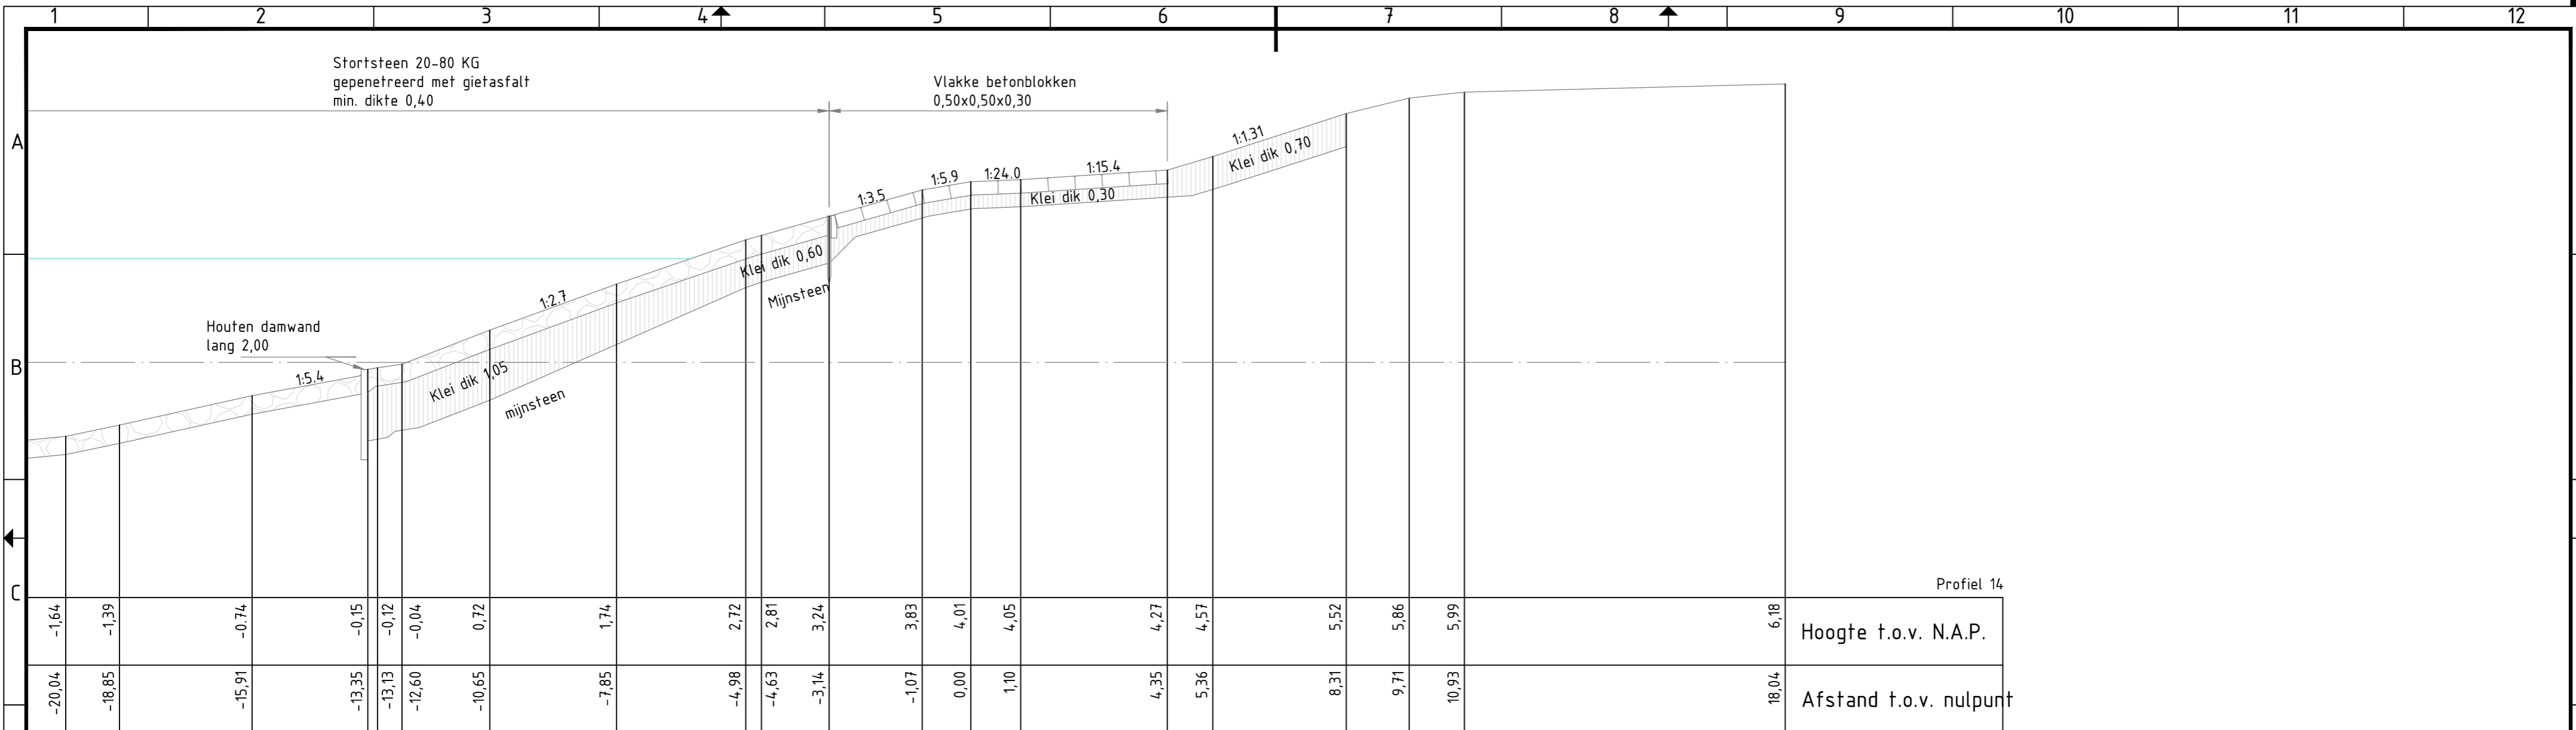 1 2 3 4 5 6 7 8 9 10 11 12
Stortsteen 20-80 KG
gepenetreerd met gietasfalt
min. dikte 0,40
Vlakke betonblokken
0,50x0,50x0,30
A
1:1.31
Klei dik 0,70
1:15.4
1:24.0
1:5.9
1:3.5
Klei dik 0,30
Klei dik 0,60
Mijnsteen
1:2.7
Houten damwand
lang 2,00
B
1:5.4
Klei dik 1,05
mijnsteen
C
Profiel 14
-1,64 -1,39 -0.74 -0,15 -0,12 -0,04 0,72 1,74 2,72 2,81 3,24 3,83 4,01 4,05 4,27 4,57 5,52 5,86 5,99 6,18 Hoogte t.o.v. N.A.P.
-20,04 -18,85 -15,91 -13,35 -13,13 -12,60 -10,65 -7,85 -4,98 -4,63 -3,14 -1,07 0,00 1,10 4,35 5,36 8,31 9,71 10,93 18,04 Afstand t.o.v. nulpunt